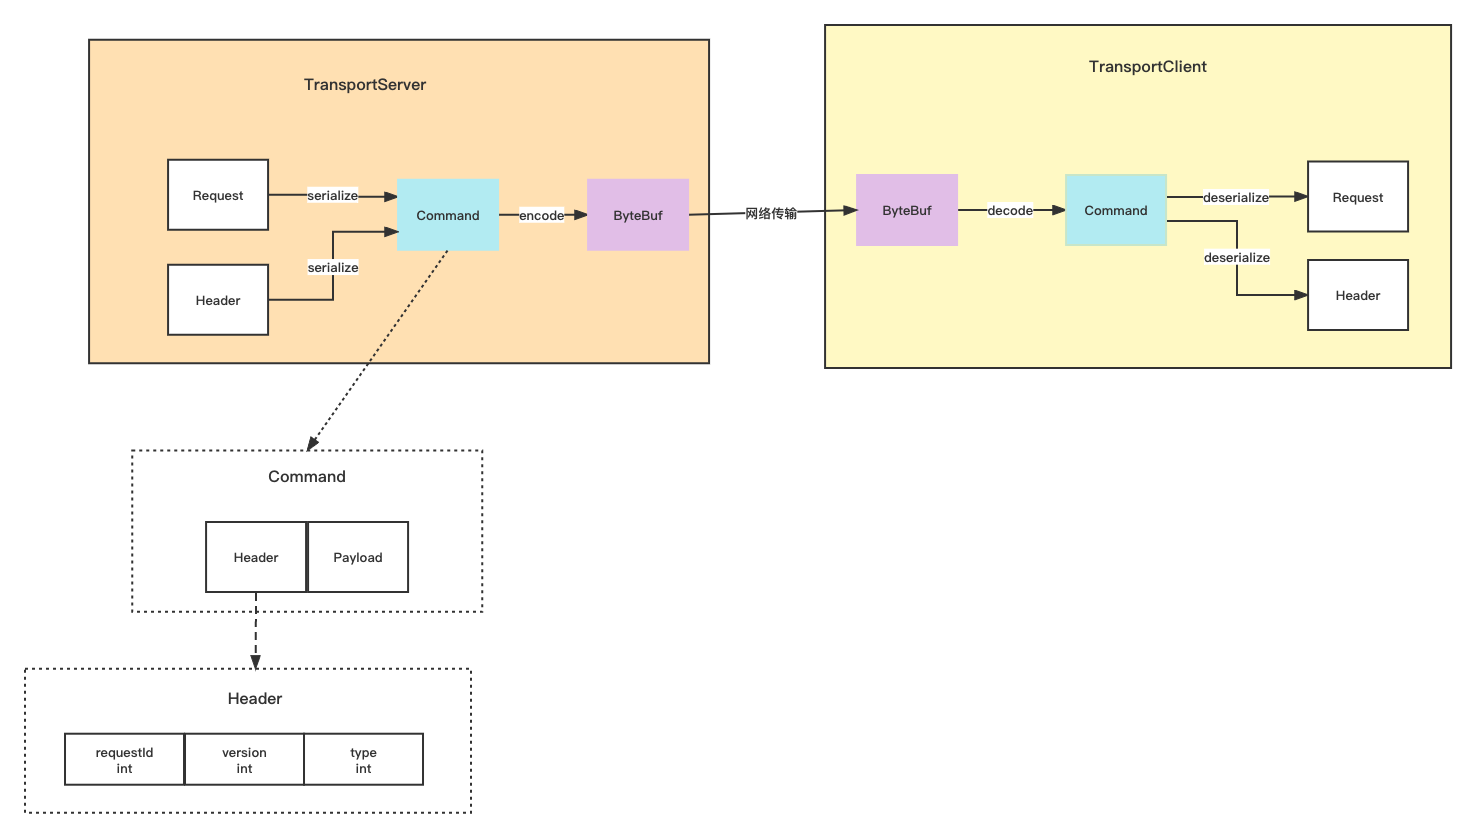 TransportServer
Request
serialize
Header
serialize
Command
encode
ByteBuf
网络传输
TransportClient
ByteBuf
decode
Command
deserialize
Request
deserialize
Header
Command
Header
Payload
Header
requestId
int
version
int
type
int